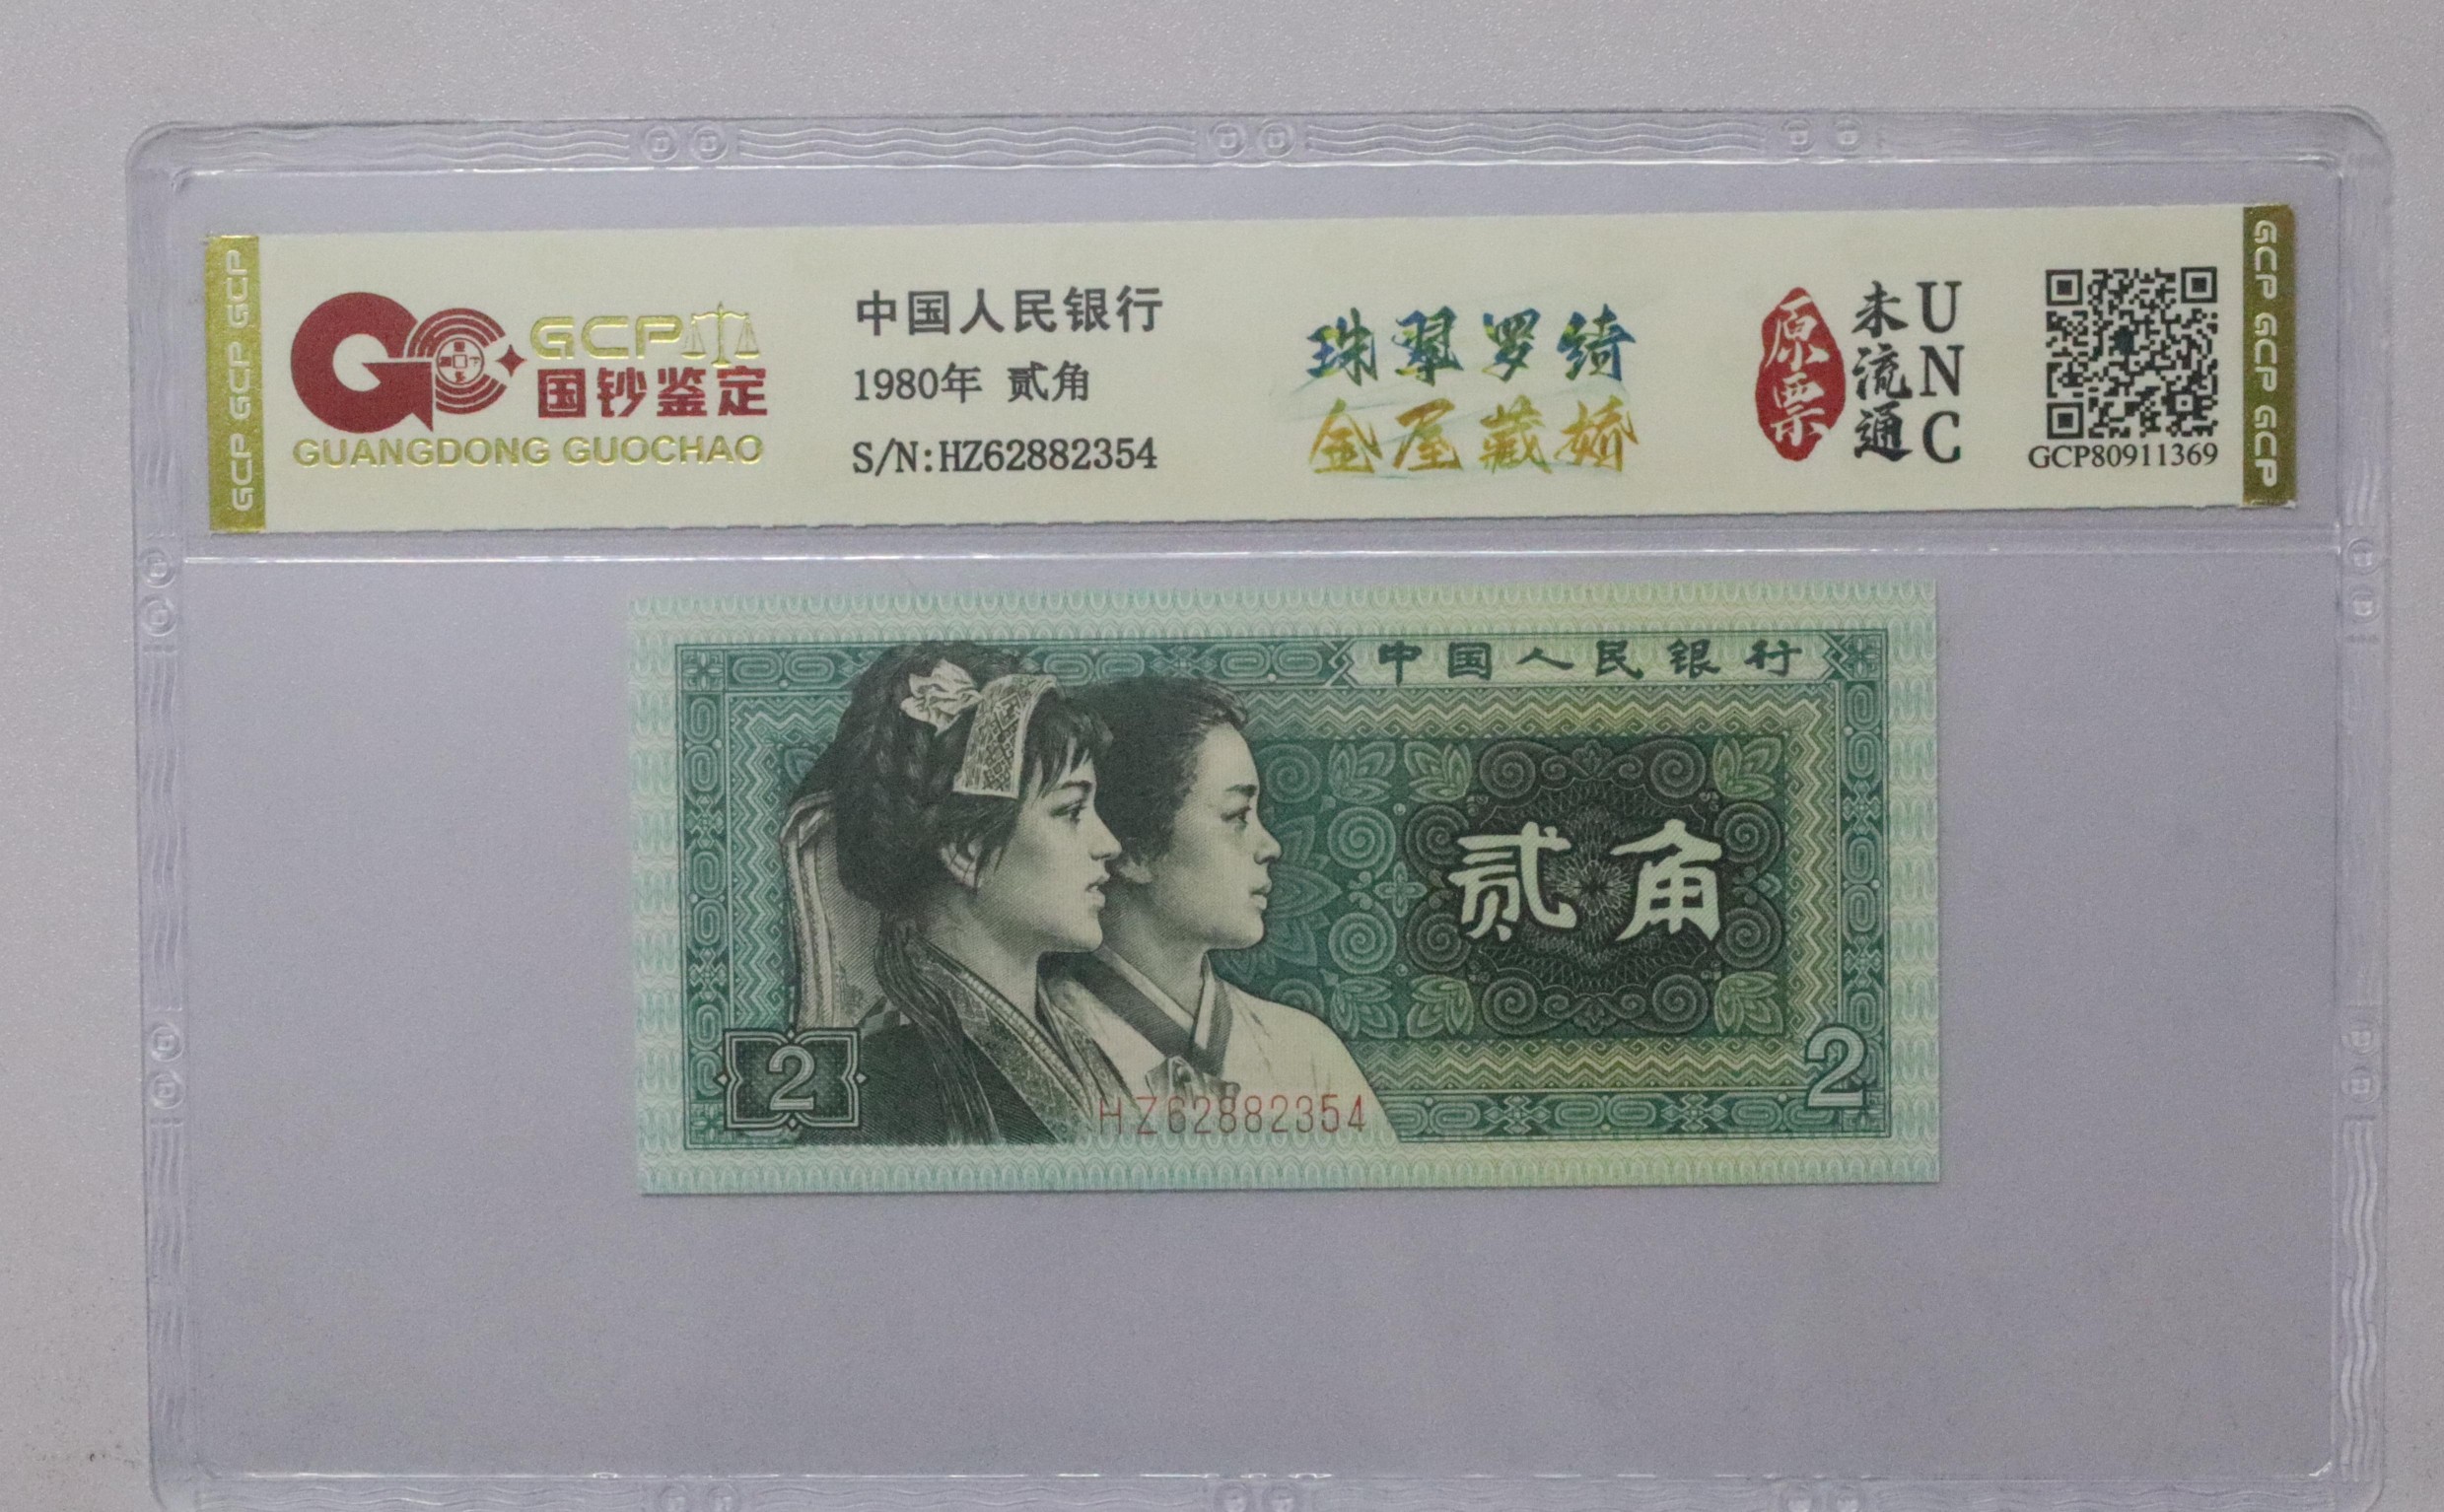 GCP GCP GCP
GCP
国钞鉴定
GUANGDONG GUOCHAO
中国人民银行
1980年 贰角
S/N:HZ62882354
珠翠罗绮
金屋藏娇
原票
未流通
UNC
GCP80911369
GCP GCP GCP
中国人民银行
贰角
2
2
HZ62882354